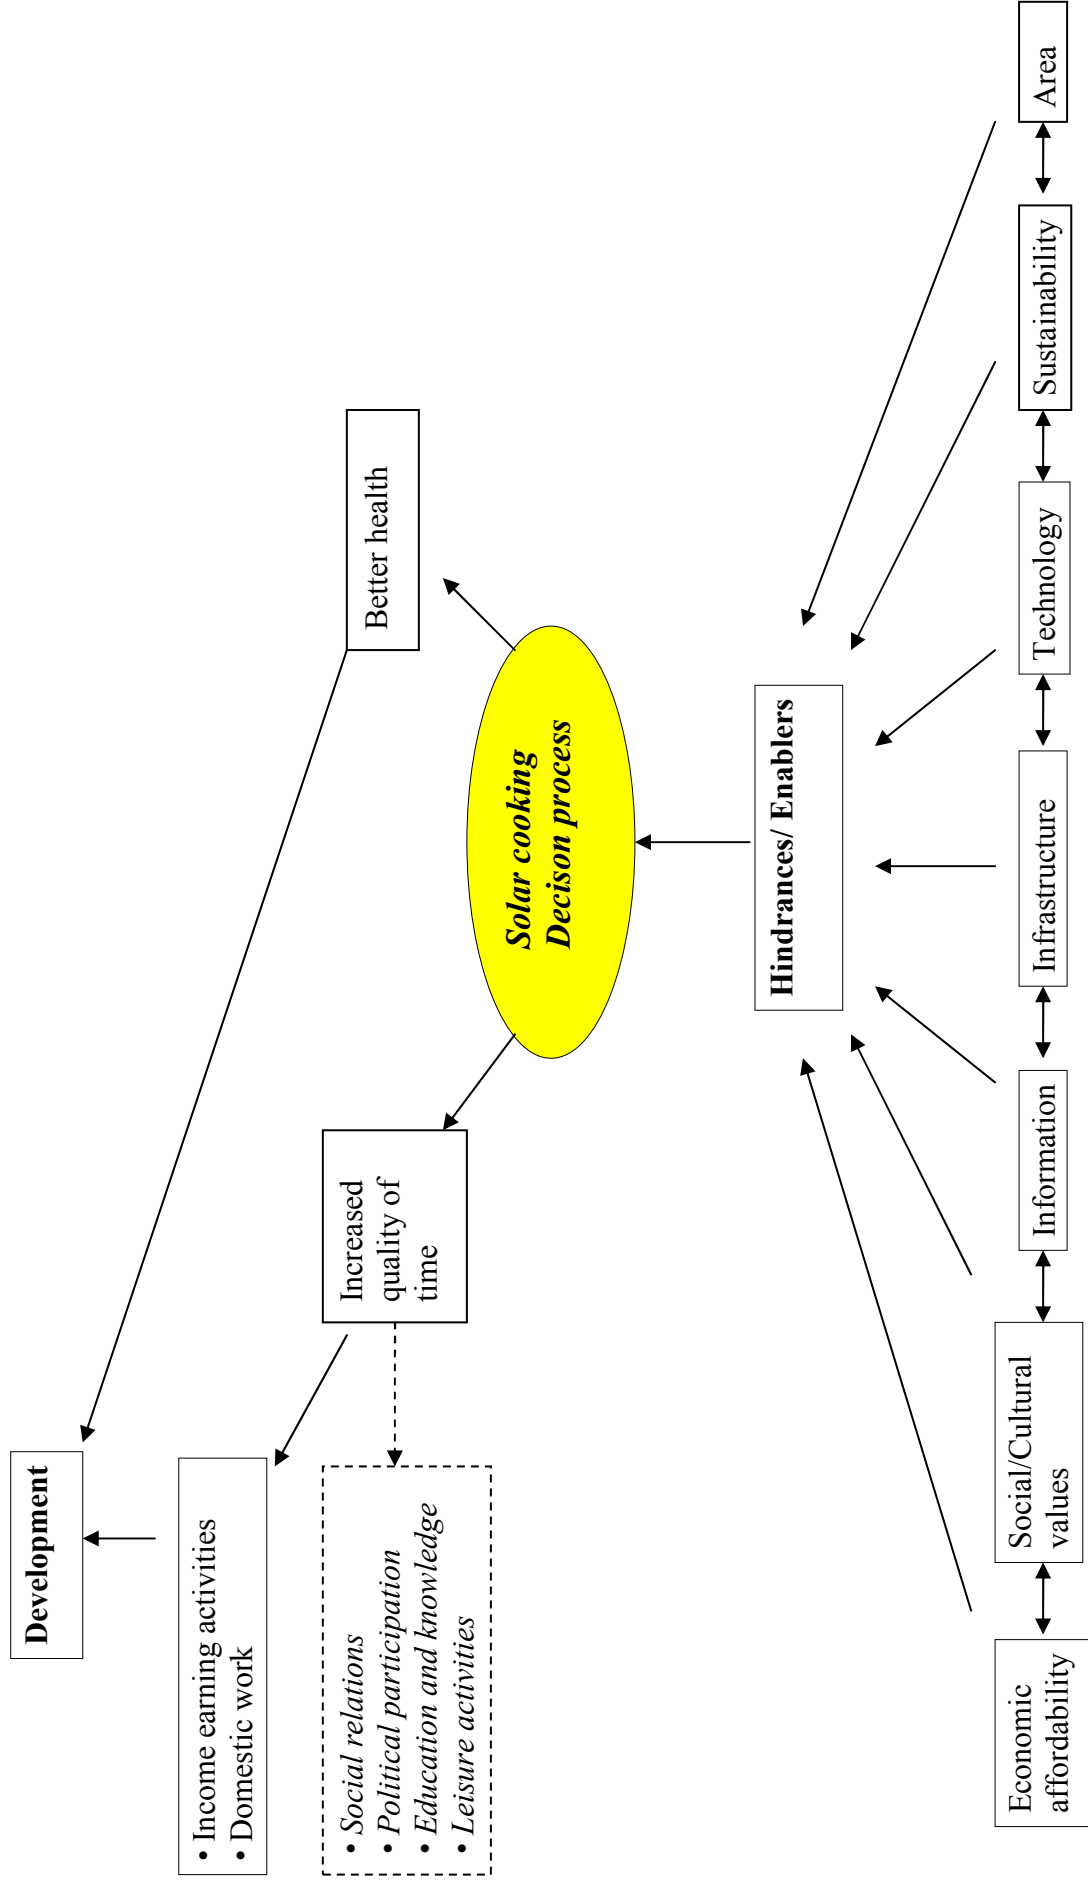 Development
• Income earning activities
• Domestic work
• Social relations
• Political participation
• Education and knowledge
• Leisure activities
Increased
quality of
time
Better health
Solar cooking
Decison process
Hindrances/ Enablers
Economic
affordability
Social/Cultural
values
Information
Infrastructure
Technology
Sustainability
Area